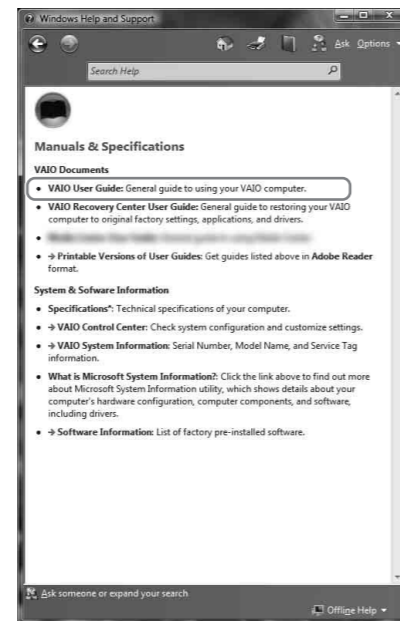 Windows Help and Support
Ask Options
Search Help
Manuals & Specifications
VAIO Documents
• VAIO User Guide: General guide to using your VAIO computer.
• VAIO Recovery Center User Guide: General guide to restoring your VAIO
computer to original factory settings, applications, and drivers.
• → Printable Versions of User Guides: Get guides listed above in Adobe Reader
format.
System & Sofware Information
• Specifications*: Technical specifications of your computer.
• → VAIO Control Center: Check system configuration and customize settings.
• → VAIO System Information: Serial Number, Model Name, and Service Tag
information.
• What is Microsoft System Information?: Click the link above to find out more
about Microsoft System Information utility, which shows details about your
computer's hardware configuration, computer components, and software,
including drivers.
• → Software Information: List of factory pre-installed software.
Ask someone or expand your search
Offline Help